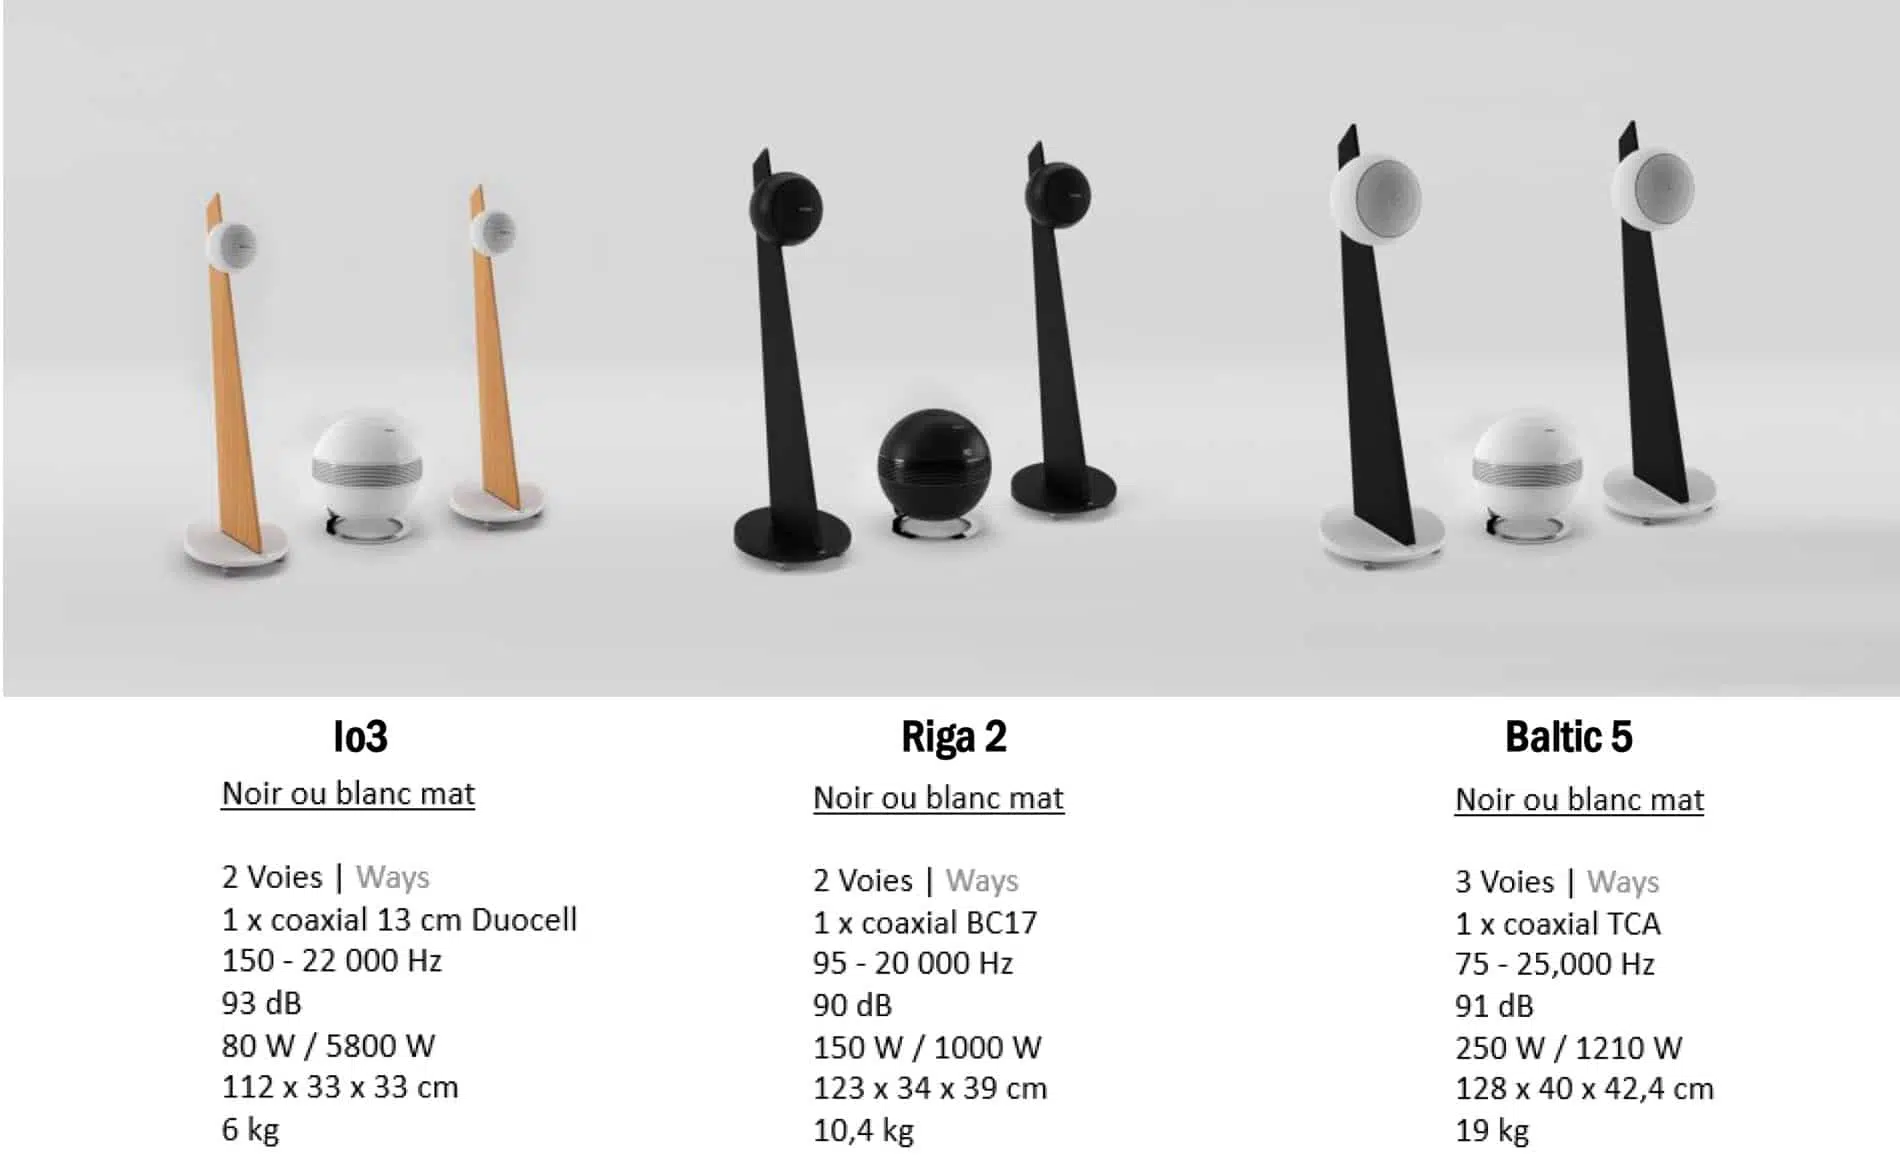 Io3
Noir ou blanc mat
2 Voies | Ways
1 x coaxial 13 cm Duocell
150 - 22 000 Hz
93 dB
80 W / 5800 W
112 x 33 x 33 cm
6 kg
Riga 2
Noir ou blanc mat
2 Voies | Ways
1 x coaxial BC17
95 - 20 000 Hz
90 dB
150 W / 1000 W
123 x 34 x 39 cm
10,4 kg
Baltic 5
Noir ou blanc mat
3 Voies | Ways
1 x coaxial TCA
75 - 25,000 Hz
91 dB
250 W / 1210 W
128 x 40 x 42,4 cm
19 kg